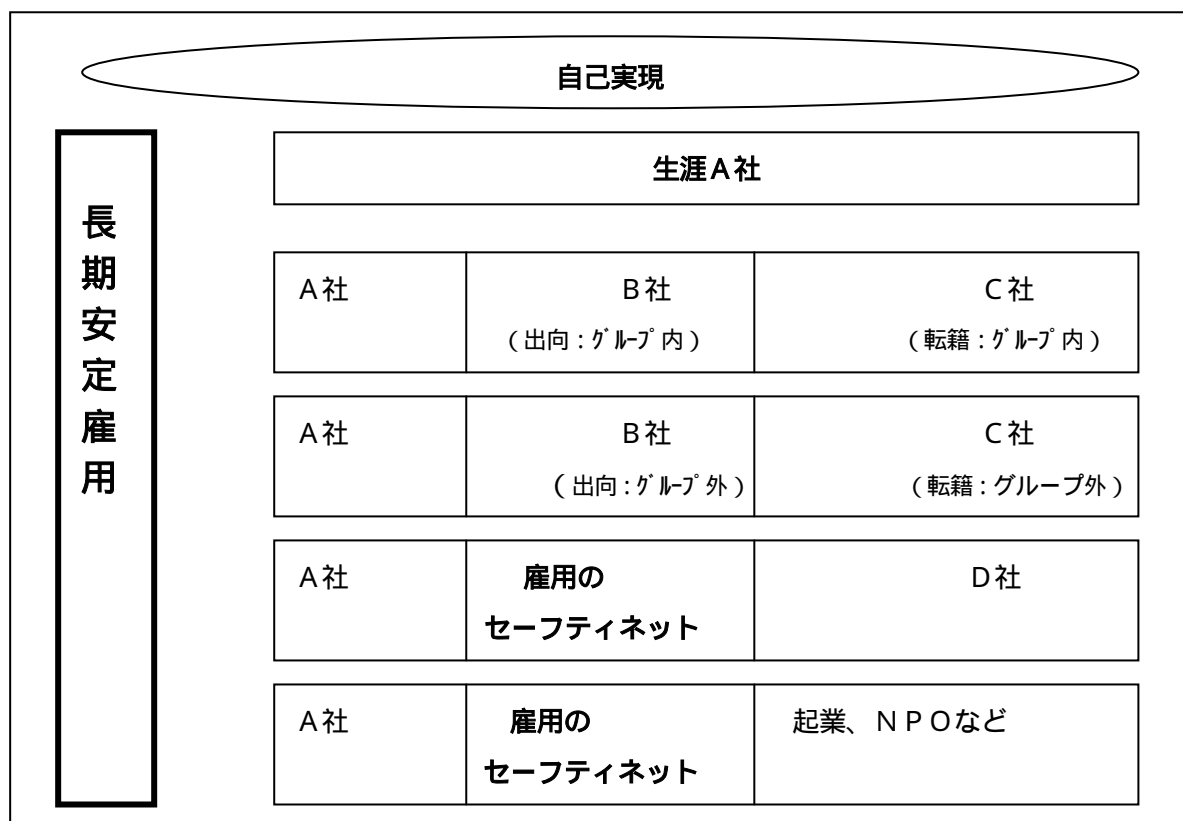 自己実現
長期安定雇用
生涯A社
A社
B社
(出向:グループ内)
C社
(転籍:グループ内)
A社
B社
(出向:グループ外)
C社
(転籍:グループ外)
A社
雇用の
セーフティネット
D社
A社
雇用の
セーフティネット
起業、NPOなど